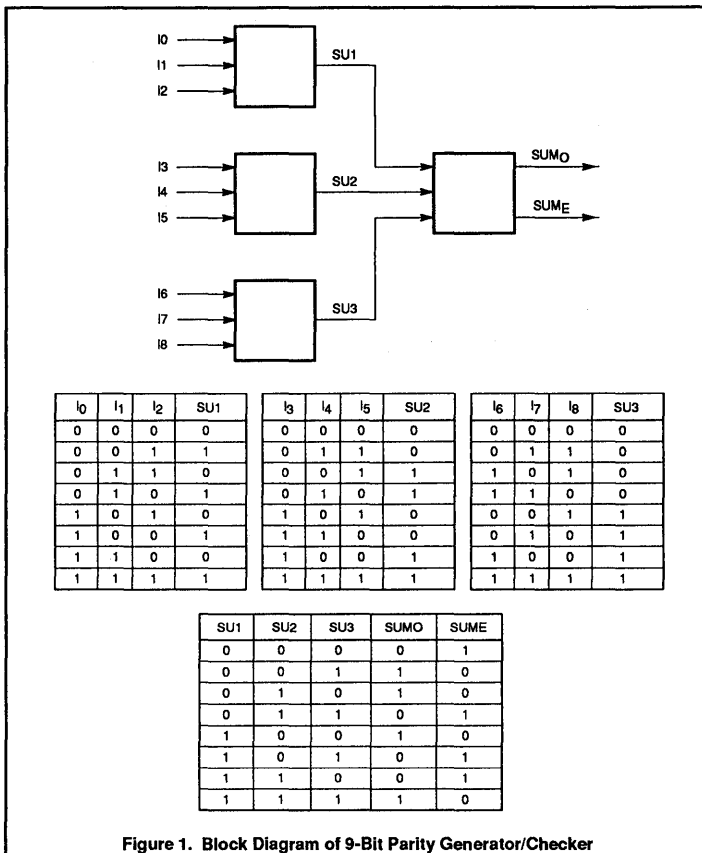 I0
I1
I2
SU1
I3
I4
I5
SU2
SUMO
SUME
I6
I7
I8
SU3
I0 I1 I2 SU1
0 0 0 0
0 0 1 1
0 1 1 0
0 1 0 1
1 0 1 0
1 0 0 1
1 1 0 0
1 1 1 1
I3 I4 I5 SU2
0 0 0 0
0 1 1 0
0 0 1 1
0 1 0 1
1 0 1 0
1 1 0 0
1 0 0 1
1 1 1 1
I6 I7 I8 SU3
0 0 0 0
0 1 1 0
1 0 1 0
1 1 0 0
0 0 1 1
0 1 0 1
1 0 0 1
1 1 1 1
SU1 SU2 SU3 SUMO SUME
0 0 0 0 1
0 0 1 1 0
0 1 0 1 0
0 1 1 0 1
1 0 0 1 0
1 0 1 0 1
1 1 0 0 1
1 1 1 1 0
Figure 1. Block Diagram of 9-Bit Parity Generator/Checker